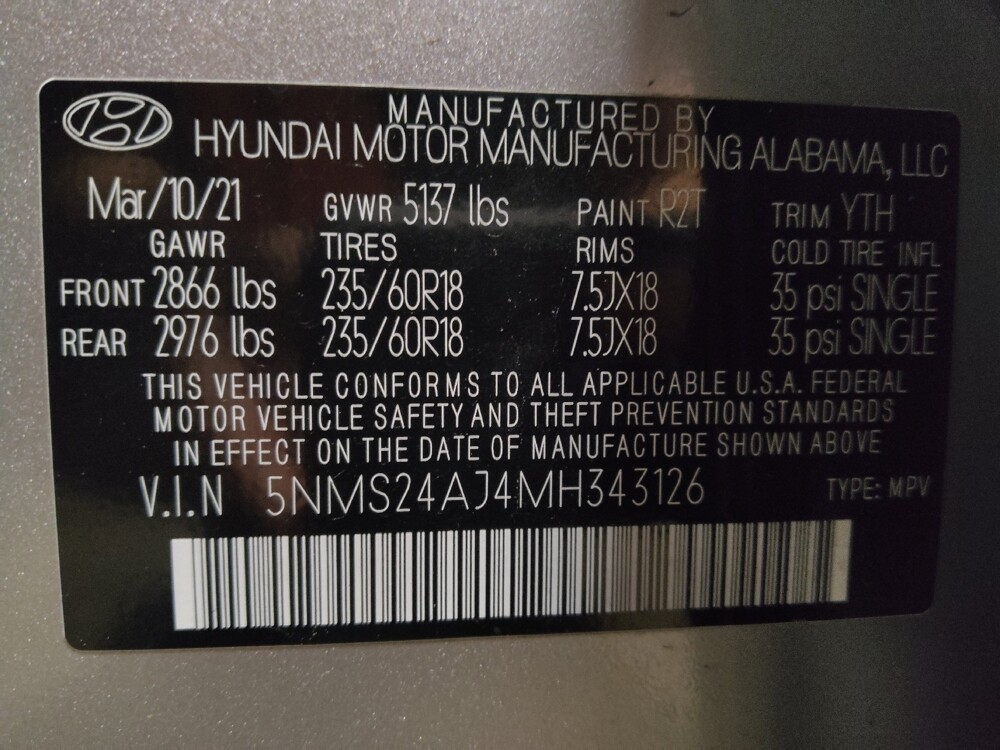 MANUFACTURED BY
HYUNDAI MOTOR MANUFACTURING ALABAMA, LLC
Mar/10/21 GVWR 5137 lbs PAINT R2T TRIM YTH
GAWR TIRES RIMS COLD TIRE INFL
FRONT 2866 lbs 235/60R18 7.5JX18 35 psi SINGLE
REAR 2976 lbs 235/60R18 7.5JX18 35 psi SINGLE
THIS VEHICLE CONFORMS TO ALL APPLICABLE U.S.A. FEDERAL
MOTOR VEHICLE SAFETY AND THEFT PREVENTION STANDARDS
IN EFFECT ON THE DATE OF MANUFACTURE SHOWN ABOVE
V.I.N 5NMS24AJ4MH343126 TYPE: MPV